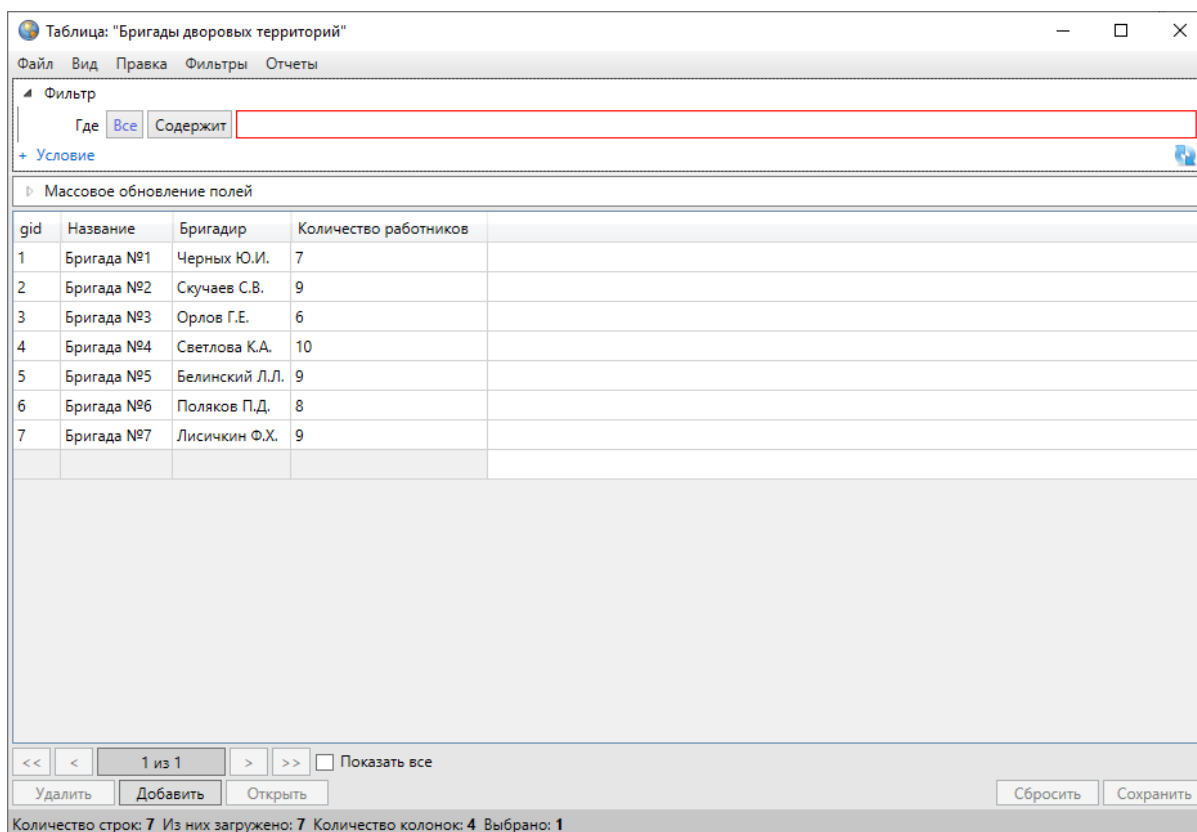 Таблица: "Бригады дворовых территорий"
Файл Вид Правка Фильтры Отчеты
Фильтр
Где Все Содержит
+ Условие
Массовое обновление полей
gid Название Бригадир Количество работников
1 Бригада №1 Черных Ю.И. 7
2 Бригада №2 Скучаев С.В. 9
3 Бригада №3 Орлов Г.Е. 6
4 Бригада №4 Светлова К.А. 10
5 Бригада №5 Белинский Л.Л. 9
6 Бригада №6 Поляков П.Д. 8
7 Бригада №7 Лисичкин Ф.Х. 9
<< < 1 из 1 > >> Показать все
Удалить Добавить Открыть Сбросить Сохранить
Количество строк: 7 Из них загружено: 7 Количество колонок: 4 Выбрано: 1